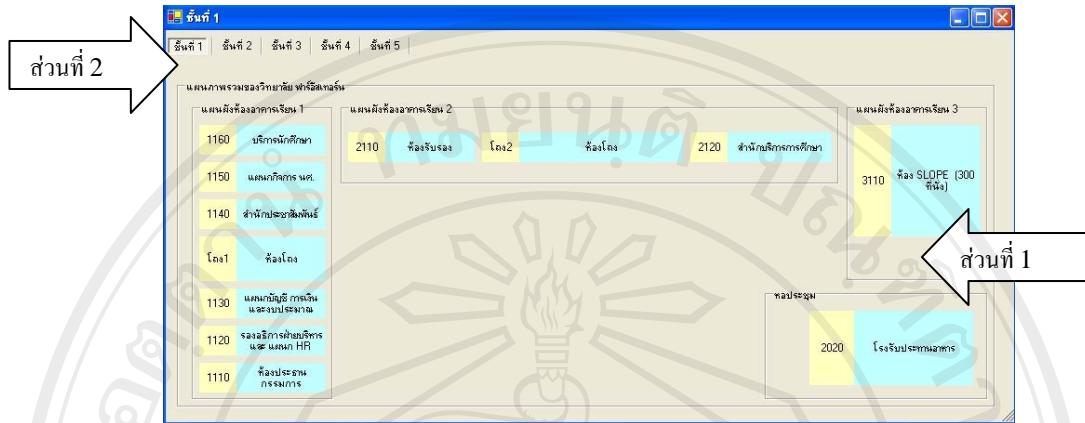 ชั้นที่ 1
ชั้นที่ 1 ชั้นที่ 2 ชั้นที่ 3 ชั้นที่ 4 ชั้นที่ 5
ส่วนที่ 2
แผนภาพรวมของวิทยาลัย ฟาร์อีสเทอร์น
แผนผังห้องอาคารเรียน 1
1160 บริการนักศึกษา
1150 แผนกกิจการ นศ.
1140 สำนักประชาสัมพันธ์
โถง1 ห้องโถง
1130 แผนกบัญชี การเงิน
และงบประมาณ
1120 รองอธิการฝ่ายบริหาร
และ แผนก HR
1110 ห้องประธาน
กรรมการ
แผนผังห้องอาคารเรียน 2
2110 ห้องรับรอง โถง2 ห้องโถง 2120 สำนักบริการการศึกษา
แผนผังห้องอาคารเรียน 3
3110 ห้อง SLOPE (300
ที่นั่ง)
ส่วนที่ 1
หอประชุม
2020 โรงรับประทานอาหาร